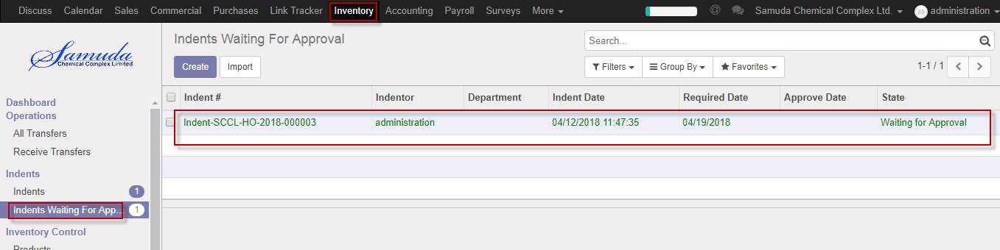 Discuss Calendar Sales Commercial Purchases Link Tracker Inventory Accounting Payroll Surveys More @ Samuda Chemical Complex Ltd. administration
Samuda
Chemical Complex Limited
Indents Waiting For Approval
Search...
Create Import
Filters Group By Favorites 1-1 / 1
Dashboard
Operations
All Transfers
Receive Transfers
Indents
Indents 1
Indents Waiting For App... 1
Inventory Control
Products
Indent # Indentor Department Indent Date Required Date Approve Date State
Indent-SCCL-HO-2018-000003 administration 04/12/2018 11:47:35 04/19/2018 Waiting for Approval